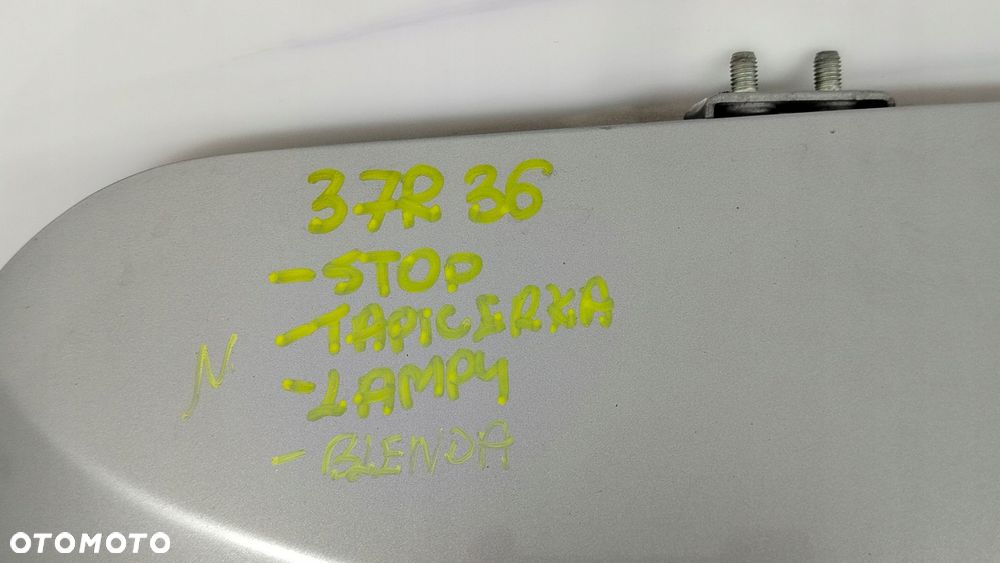 37R 36
- STOP
- TAPICERKA
N
- LAMPY
- BLENDA
OTOMOTO